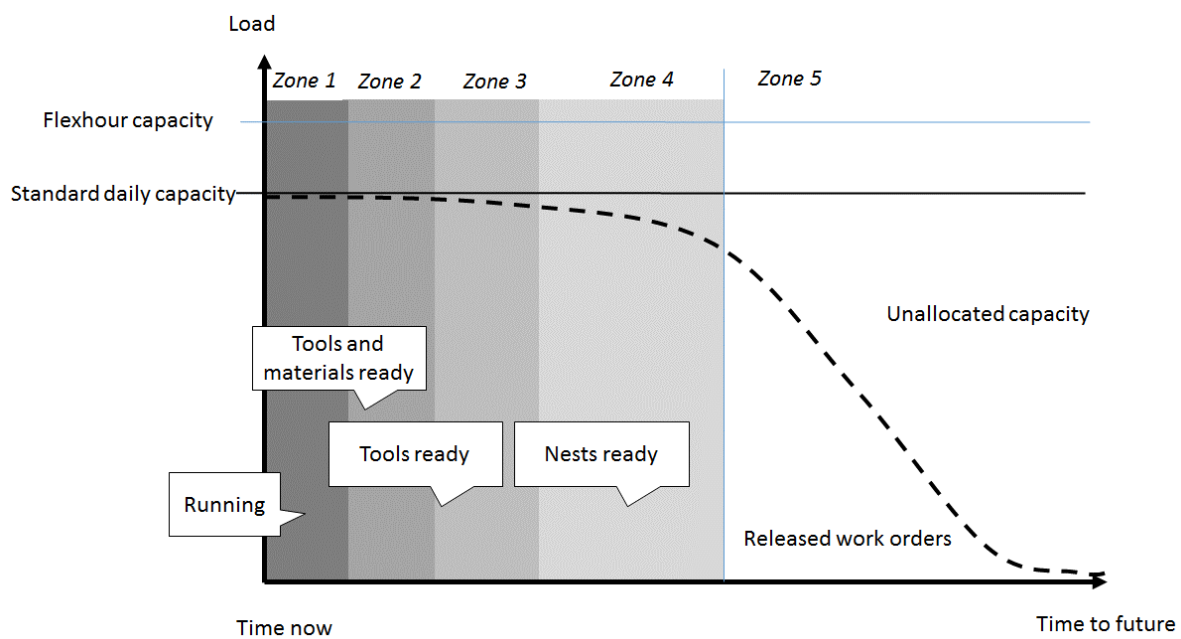 Load
Zone 1
Zone 2
Zone 3
Zone 4
Zone 5
Flexhour capacity
Standard daily capacity
Unallocated capacity
Tools and
materials ready
Tools ready
Nests ready
Running
Released work orders
Time now
Time to future